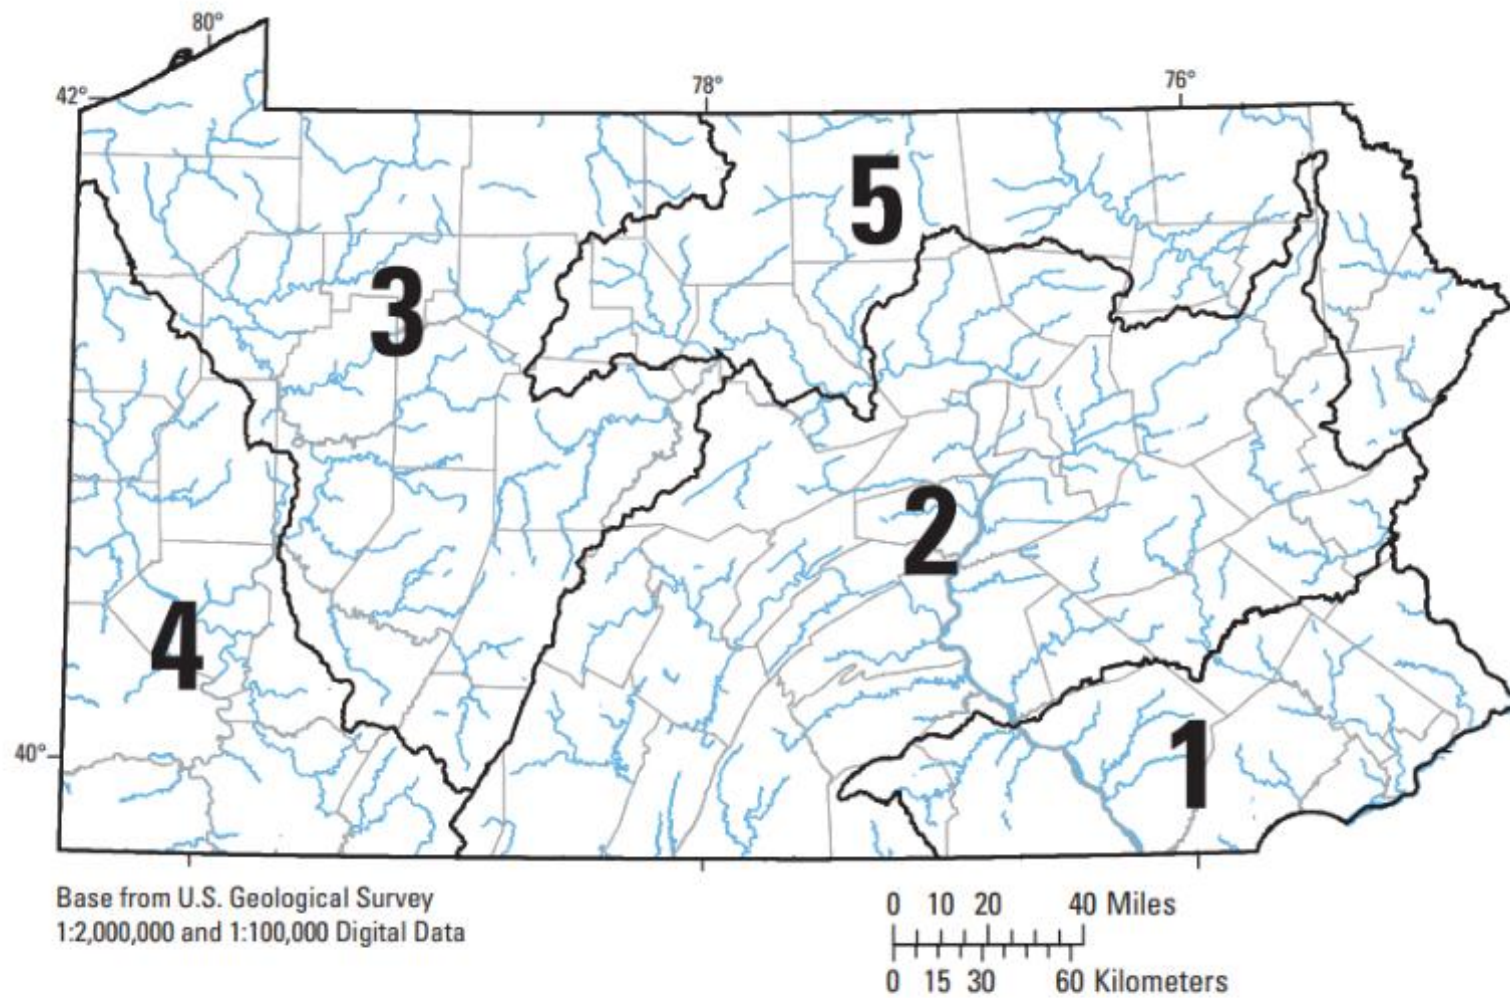 80°
42°
78°
76°
5
3
2
4
1
40°
Base from U.S. Geological Survey
1:2,000,000 and 1:100,000 Digital Data
0 10 20 40 Miles
0 15 30 60 Kilometers